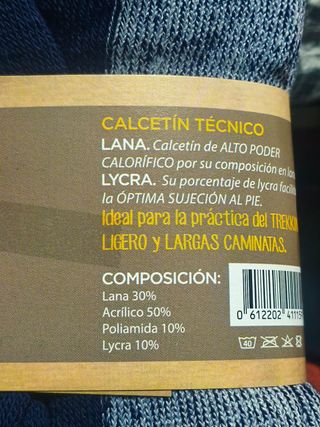 CALCETÍN TÉCNICO
LANA. Calcetín de ALTO PODER
CALORÍFICO por su composición en
LYCRA. Su porcentaje de lycra
la ÓPTIMA SUJECIÓN AL PIE.
Ideal para la práctica del
LIGERO y LARGAS CAMINATAS.
COMPOSICIÓN:
Lana 30%
Acrílico 50%
Poliamida 10%
Lycra 10%
0 612202
40